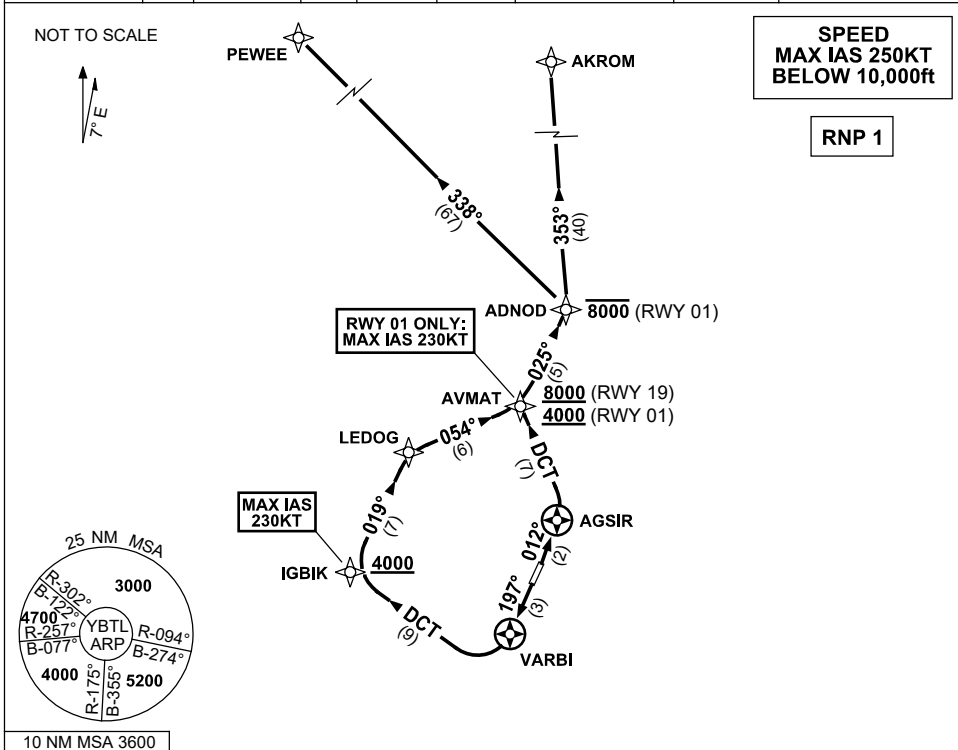 NOT TO SCALE
7° E
PEWEE
AKROM
SPEED
MAX IAS 250KT
BELOW 10,000ft
RNP 1
338°
(67)
353°
(40)
ADNOD
8000 (RWY 01)
RWY 01 ONLY:
MAX IAS 230KT
025°
(5)
AVMAT
8000 (RWY 19)
4000 (RWY 01)
LEDOG
054°
(6)
DCT
(7)
MAX IAS
230KT
019°
(7)
AGSIR
012°
(2)
IGBIK
4000
197°
(3)
DCT
(9)
VARBI
25 NM MSA
3000
R-302°
B-122°
4700
R-257°
B-077°
YBTL
ARP
R-094°
B-274°
4000
R-175°
B-355°
5200
10 NM MSA 3600